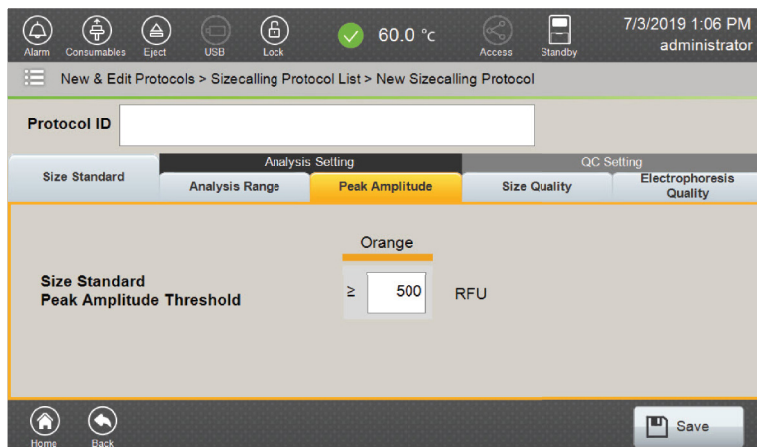 Alarm Consumables Eject USB Lock 60.0 °c Access Standby 7/3/2019 1:06 PM
administrator
New & Edit Protocols > Sizecalling Protocol List > New Sizecalling Protocol
Protocol ID
Size Standard Analysis Setting QC Setting
Analysis Range Peak Amplitude Size Quality Electrophoresis
Quality
Orange
Size Standard
Peak Amplitude Threshold ≥ 500 RFU
Home Back Save